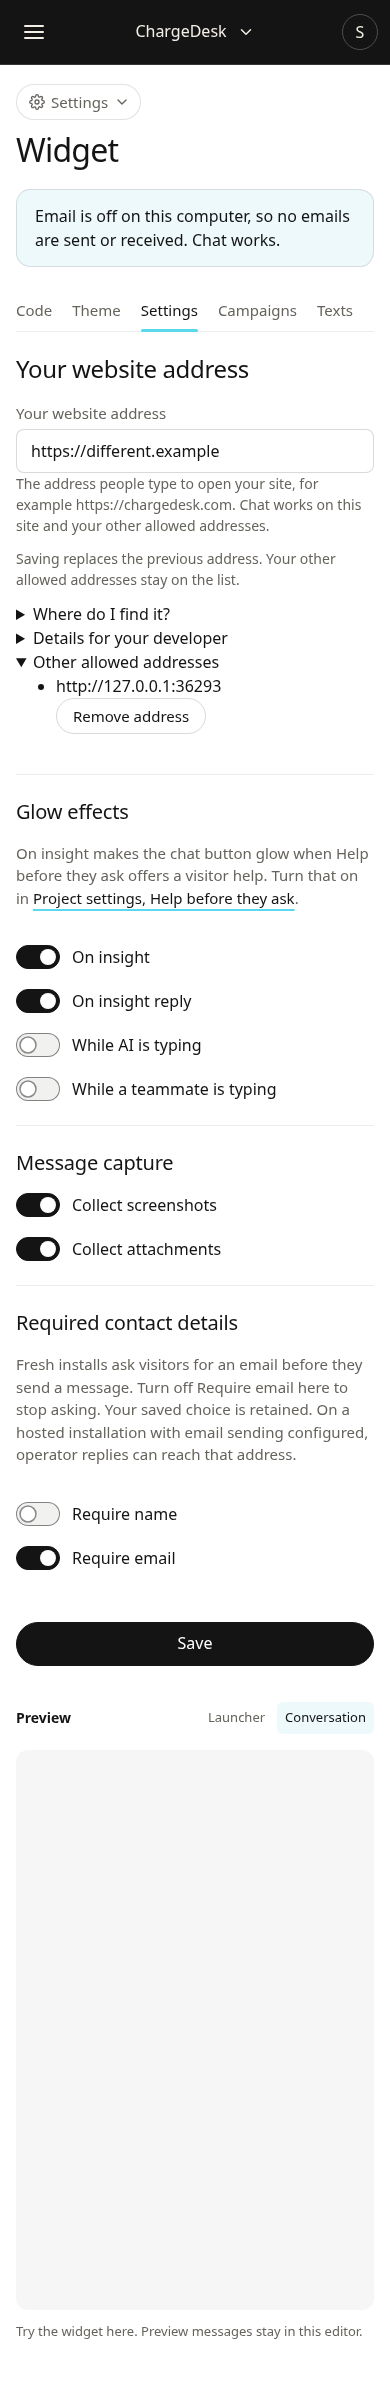 ChargeDesk
S
Settings
Widget
Email is off on this computer, so no emails
are sent or received. Chat works.
Code Theme Settings Campaigns Texts
Your website address
Your website address
https://different.example
The address people type to open your site, for
example https://chargedesk.com. Chat works on this
site and your other allowed addresses.
Saving replaces the previous address. Your other
allowed addresses stay on the list.
Where do I find it?
Details for your developer
Other allowed addresses
http://127.0.0.1:36293
Remove address
Glow effects
On insight makes the chat button glow when Help
before they ask offers a visitor help. Turn that on
in Project settings, Help before they ask.
On insight
On insight reply
While AI is typing
While a teammate is typing
Message capture
Collect screenshots
Collect attachments
Required contact details
Fresh installs ask visitors for an email before they
send a message. Turn off Require email here to
stop asking. Your saved choice is retained. On a
hosted installation with email sending configured,
operator replies can reach that address.
Require name
Require email
Save
Preview Launcher Conversation
Try the widget here. Preview messages stay in this editor.